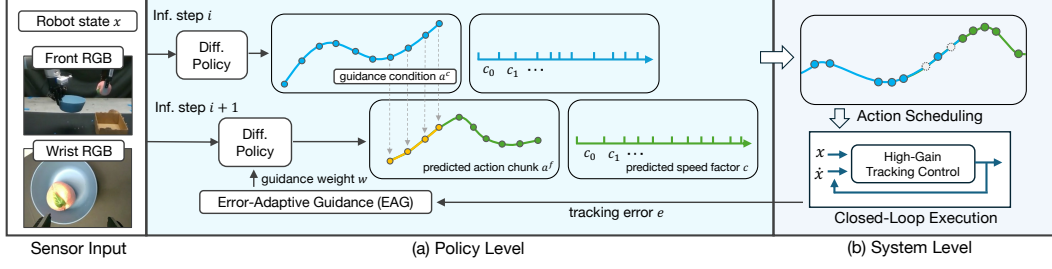 Robot state x
Front RGB
Wrist RGB
Sensor Input
Inf. step i
Diff.
Policy
guidance condition a^c
c_0 c_1 ...
Inf. step i + 1
Diff.
Policy
predicted action chunk a^f
c_0 c_1 ...
predicted speed factor c
guidance weight w
Error-Adaptive Guidance (EAG)
tracking error e
(a) Policy Level
Action Scheduling
x
ẋ
High-Gain
Tracking Control
Closed-Loop Execution
(b) System Level